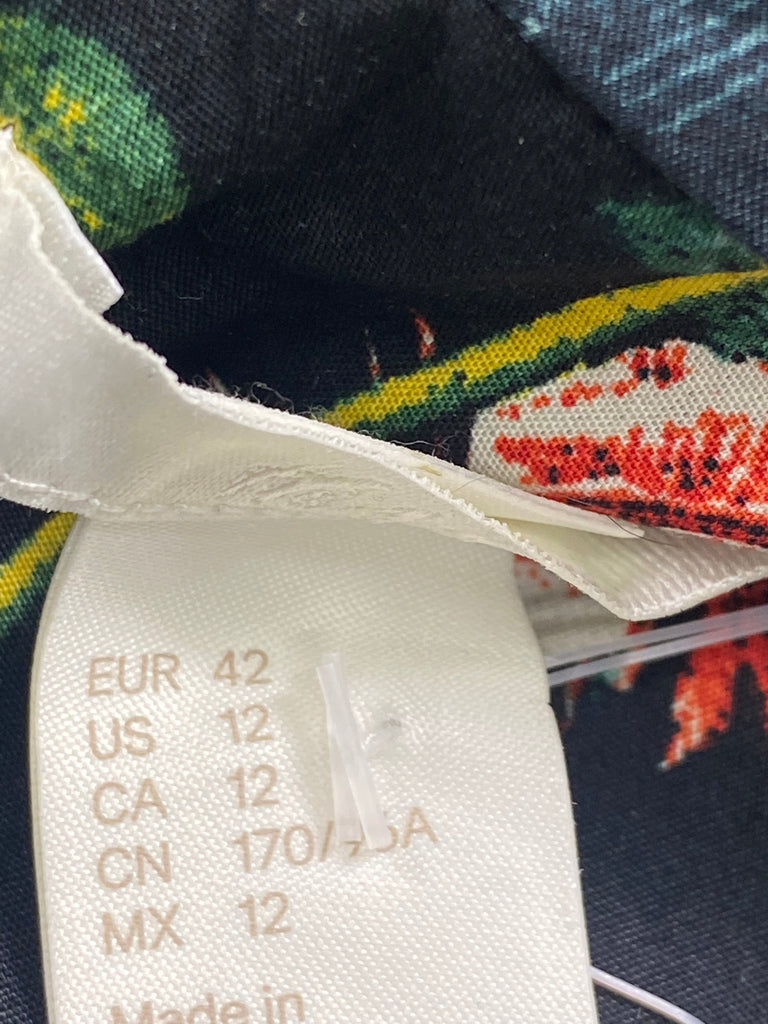 EUR 42
US 12
CA 12
CN
MX 12
Made in